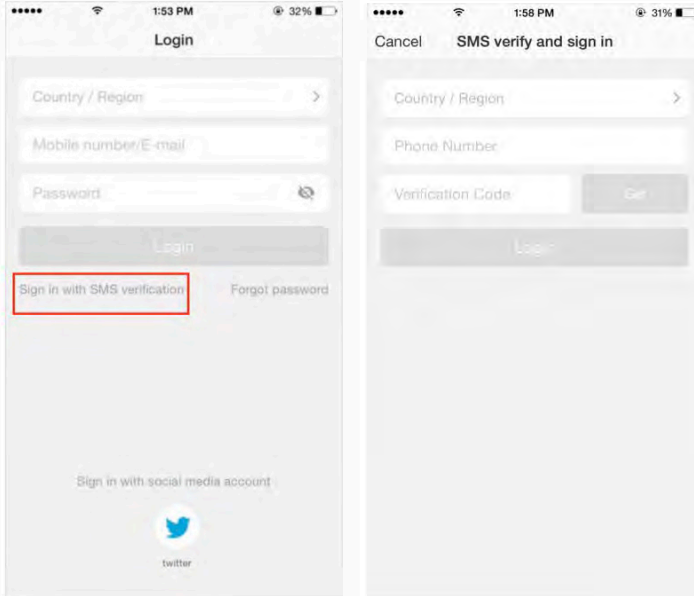 1:53 PM
32%
Login
Country / Region
Mobile number/E-mail
Password
Login
Sign in with SMS verification
Forgot password
Sign in with social media account
twitter
1:58 PM
31%
Cancel
SMS verify and sign in
Country / Region
Phone Number
Verification Code
Get
Login